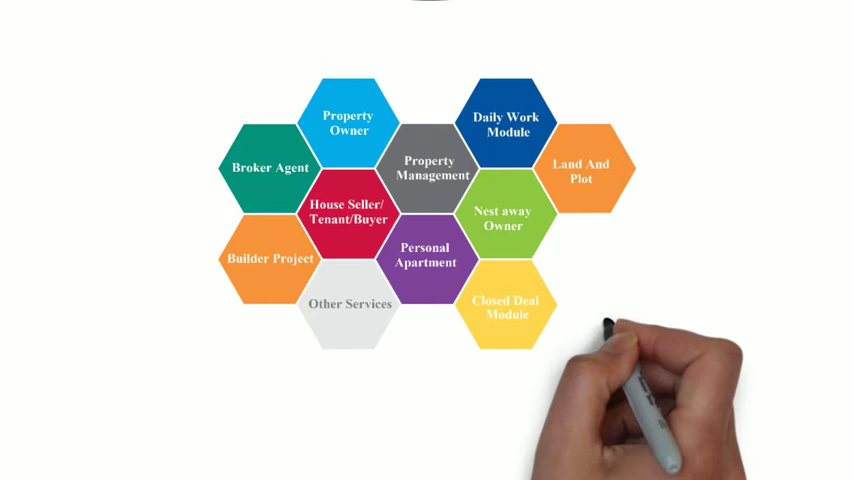 Property
Owner
Daily Work
Module
Broker Agent
Property
Management
Land And
Plot
House Seller/
Tenant/Buyer
Nest away
Owner
Builder Project
Personal
Apartment
Other Services
Closed Deal
Module